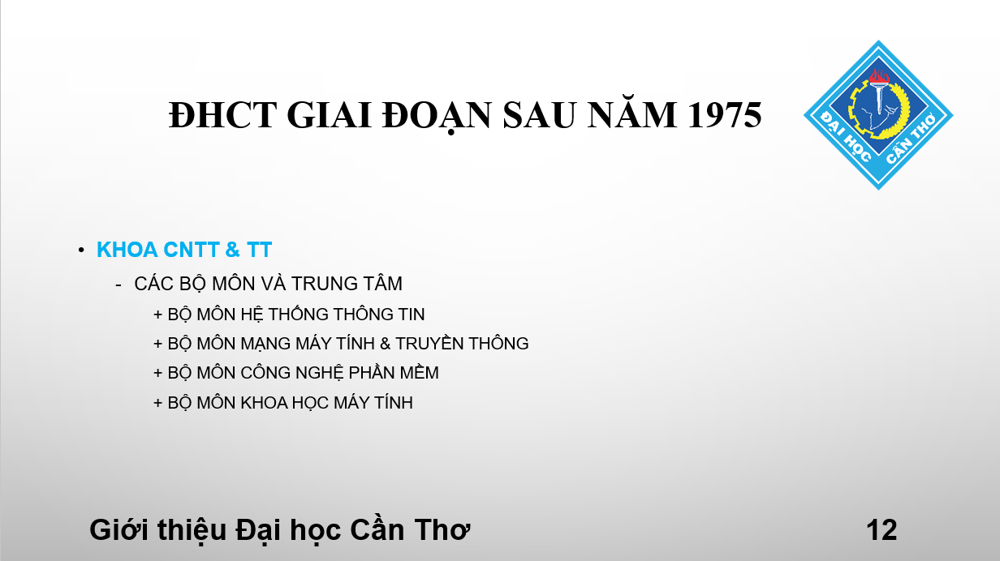 ĐHCT GIAI ĐOẠN SAU NĂM 1975
ĐẠI HỌC CẦN THƠ
• KHOA CNTT & TT
- CÁC BỘ MÔN VÀ TRUNG TÂM
+ BỘ MÔN HỆ THỐNG THÔNG TIN
+ BỘ MÔN MẠNG MÁY TÍNH & TRUYỀN THÔNG
+ BỘ MÔN CÔNG NGHỆ PHẦN MỀM
+ BỘ MÔN KHOA HỌC MÁY TÍNH
Giới thiệu Đại học Cần Thơ
12